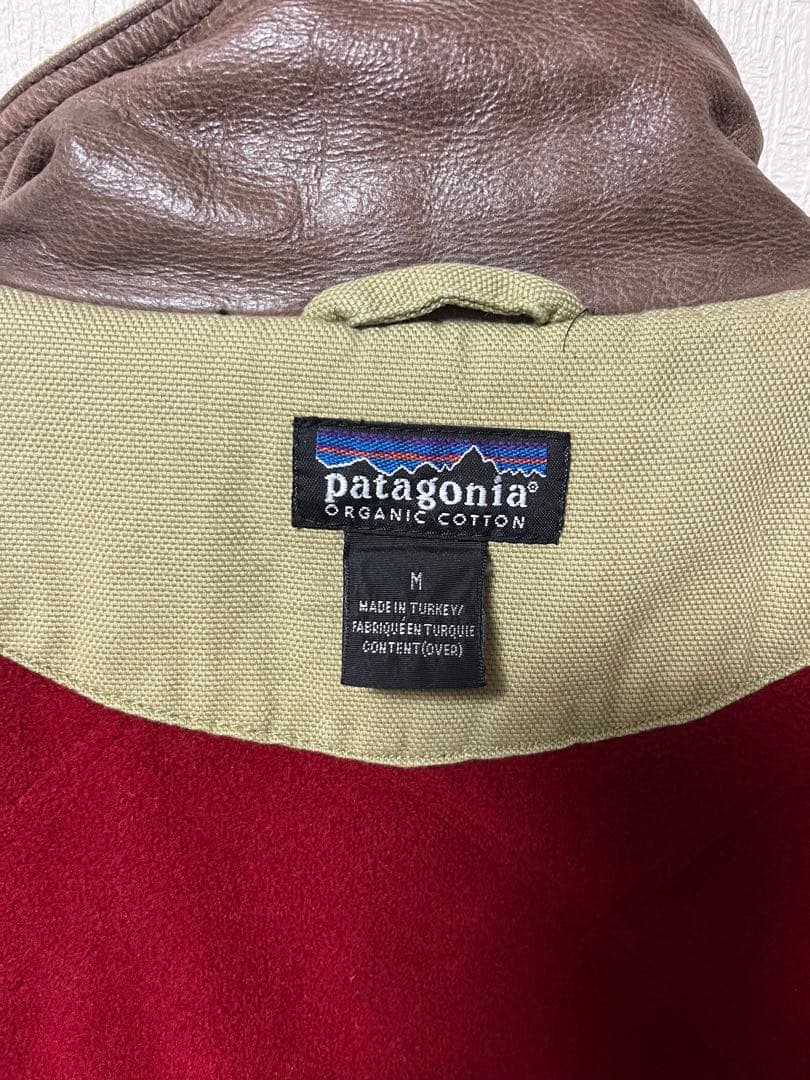 patagonia®
ORGANIC COTTON
M
MADE IN TURKEY/
FABRIQUÉ EN TURQUIE
CONTENT (OVER)